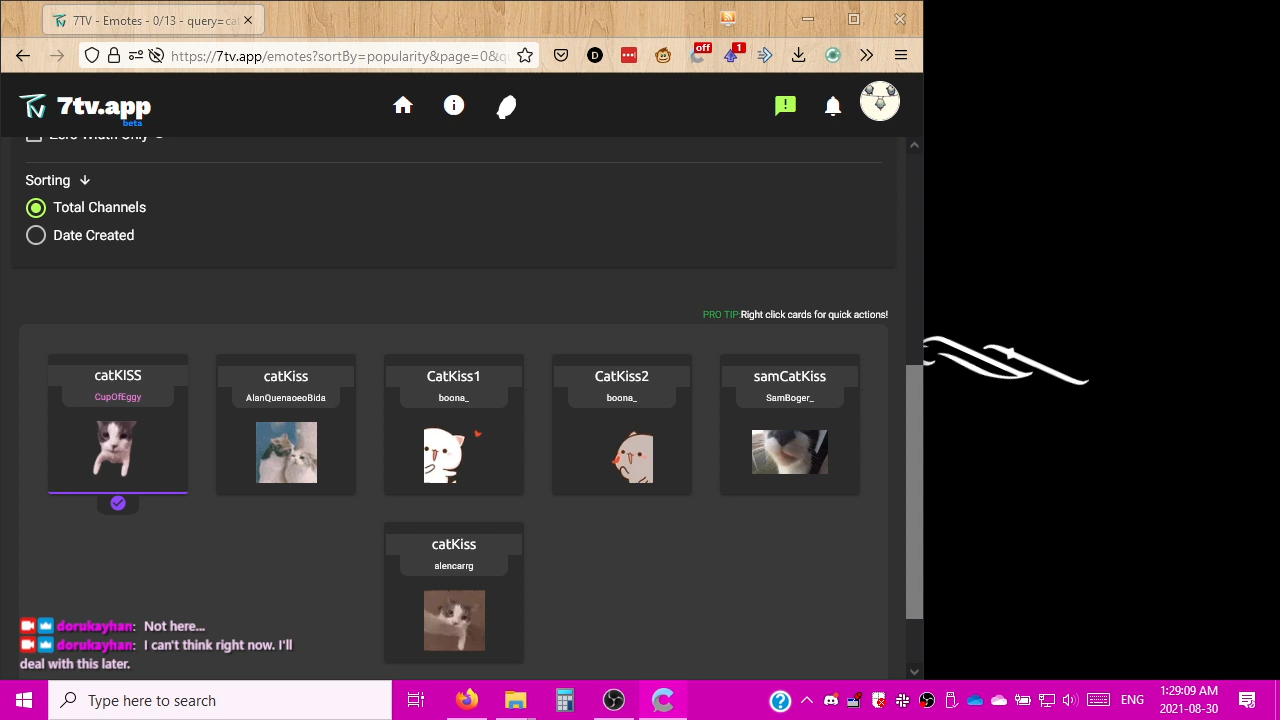 7TV - Emotes - 0/13 - query=ca
https://7tv.app/emotes?sortBy=popularity&page=0&q
off
1
7tv.app
beta
Zero Width Only
Sorting
Total Channels
Date Created
PRO TIP:Right click cards for quick actions!
catKISS
CupOfEggy
catKiss
AlanQuenaoeoBida
CatKiss1
boona_
CatKiss2
boona_
samCatKiss
SamBoger_
catKiss
alencarrg
dorukayhan: Not here...
dorukayhan: I can't think right now. I'll
deal with this later.
Type here to search
ENG
1:29:09 AM
2021-08-30